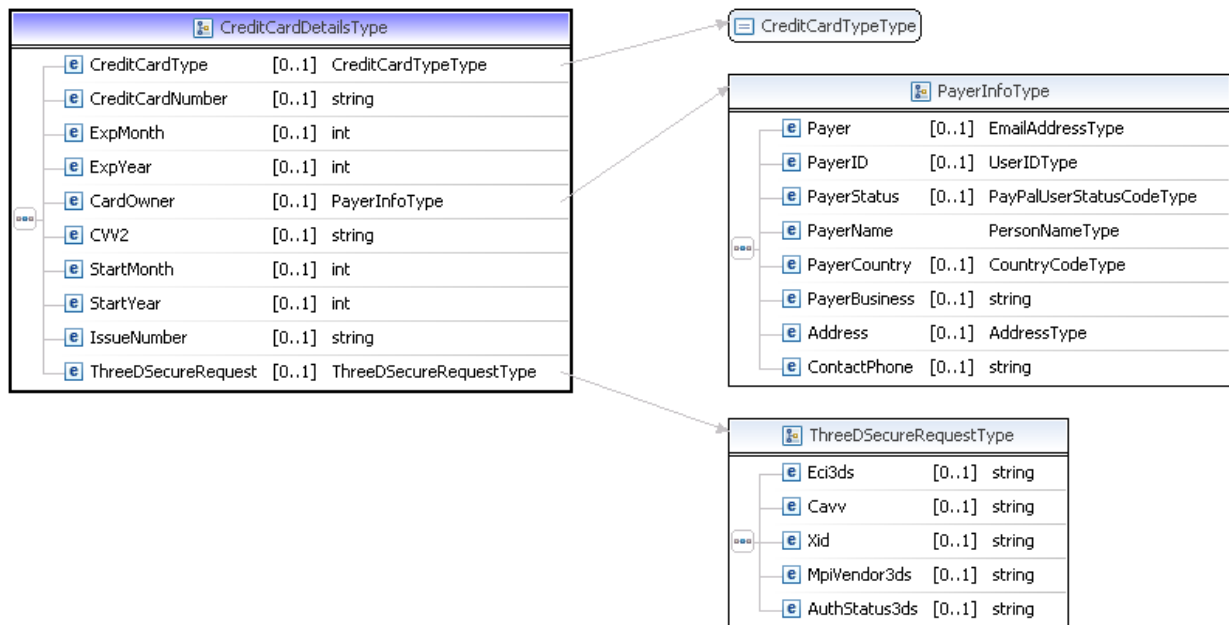 CreditCardDetailsType
e CreditCardType [0..1] CreditCardTypeType
e CreditCardNumber [0..1] string
e ExpMonth [0..1] int
e ExpYear [0..1] int
e CardOwner [0..1] PayerInfoType
e CVV2 [0..1] string
e StartMonth [0..1] int
e StartYear [0..1] int
e IssueNumber [0..1] string
e ThreeDSecureRequest [0..1] ThreeDSecureRequestType
CreditCardTypeType
PayerInfoType
e Payer [0..1] EmailAddressType
e PayerID [0..1] UserIDType
e PayerStatus [0..1] PayPalUserStatusCodeType
e PayerName PersonNameType
e PayerCountry [0..1] CountryCodeType
e PayerBusiness [0..1] string
e Address [0..1] AddressType
e ContactPhone [0..1] string
ThreeDSecureRequestType
e Eci3ds [0..1] string
e Cavv [0..1] string
e Xid [0..1] string
e MpiVendor3ds [0..1] string
e AuthStatus3ds [0..1] string